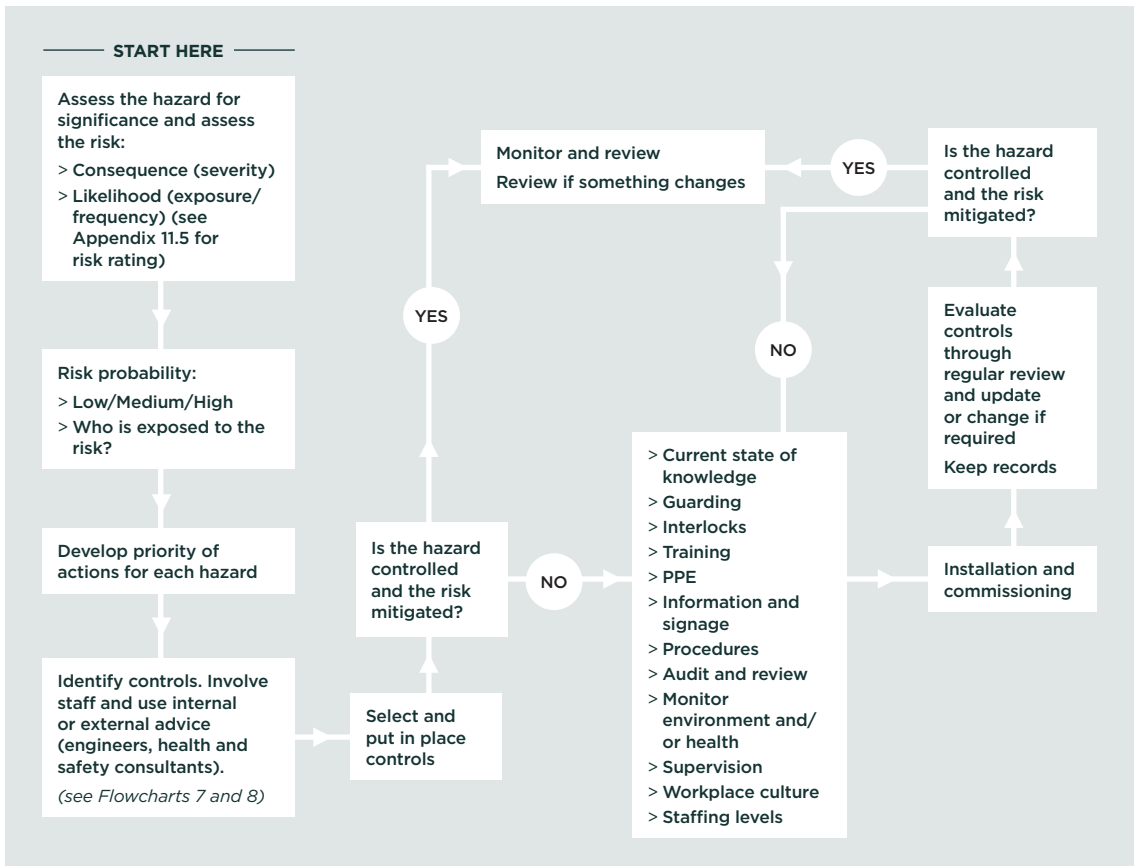 START HERE
Assess the hazard for
significance and assess
the risk:
> Consequence (severity)
> Likelihood (exposure/
frequency) (see
Appendix 11.5 for
risk rating)
Risk probability:
> Low/Medium/High
> Who is exposed to the
risk?
Develop priority of
actions for each hazard
Identify controls. Involve
staff and use internal
or external advice
(engineers, health and
safety consultants).
(see Flowcharts 7 and 8)
Select and
put in place
controls
Is the hazard
controlled
and the risk
mitigated?
YES
Monitor and review
Review if something changes
NO
> Current state of
knowledge
> Guarding
> Interlocks
> Training
> PPE
> Information and
signage
> Procedures
> Audit and review
> Monitor
environment and/
or health
> Supervision
> Workplace culture
> Staffing levels
Installation and
commissioning
Evaluate
controls
through
regular review
and update
or change if
required
Keep records
Is the hazard
controlled
and the risk
mitigated?
YES
NO